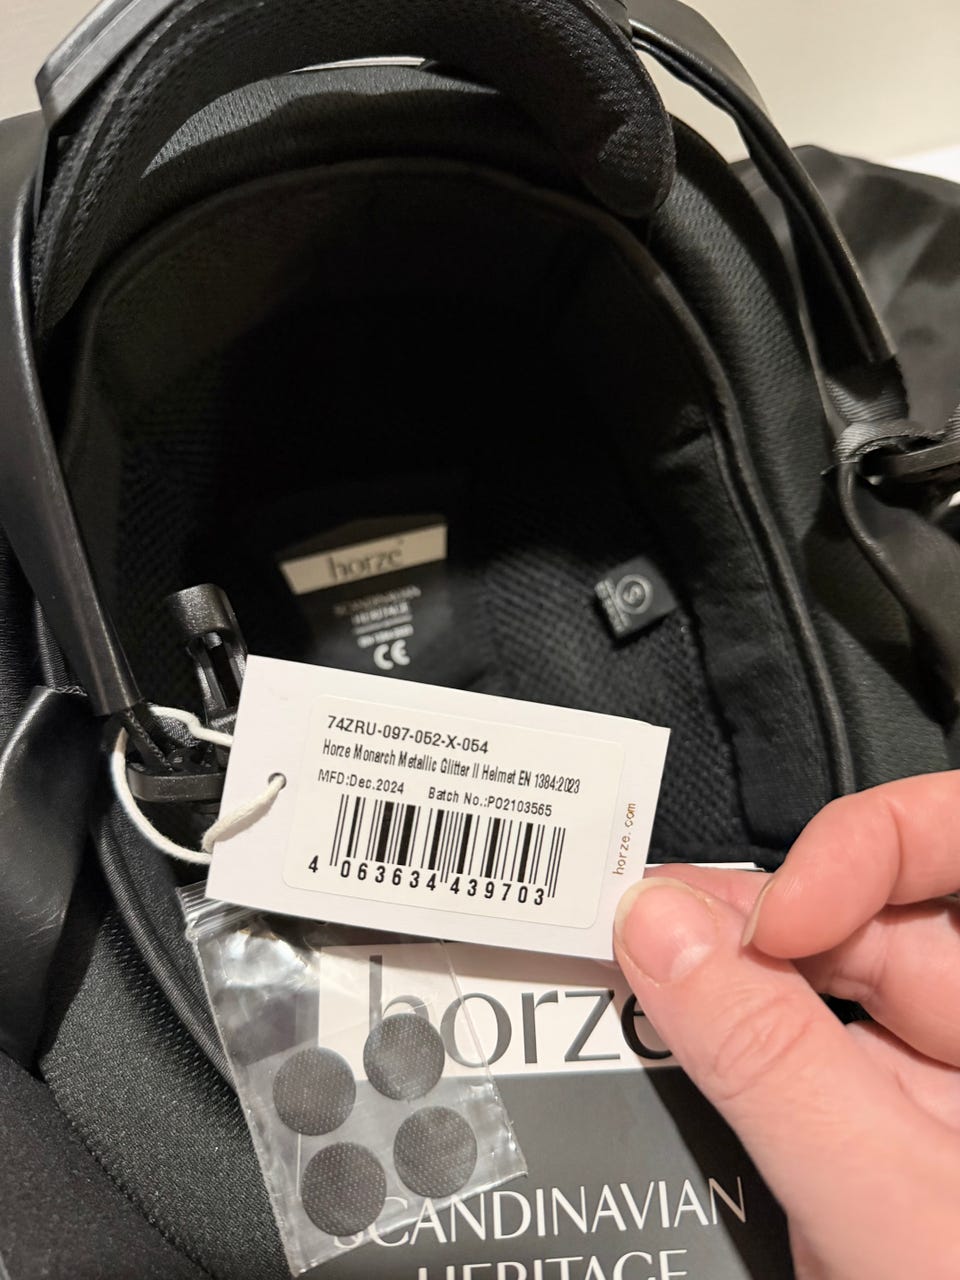 horze
SCANDINAVIAN
HERITAGE
CE
S
74ZRU-097-052-X-054
Horze Monarch Metallic Glitter II Helmet EN 1384:2023
MFD:Dec.2024 Batch No.:PO2103565
4 063634 439703
horze.com
horze
SCANDINAVIAN
HERITAGE